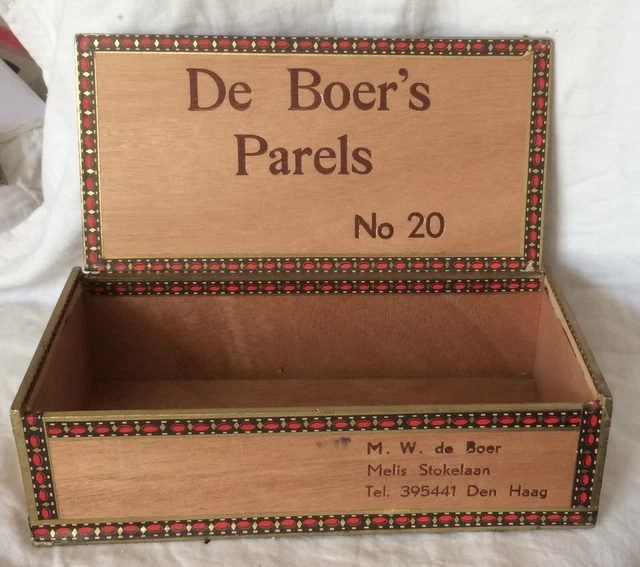 De Boer's
Parels
No 20
M. W. de Boer
Melis Stokelaan
Tel. 395441 Den Haag